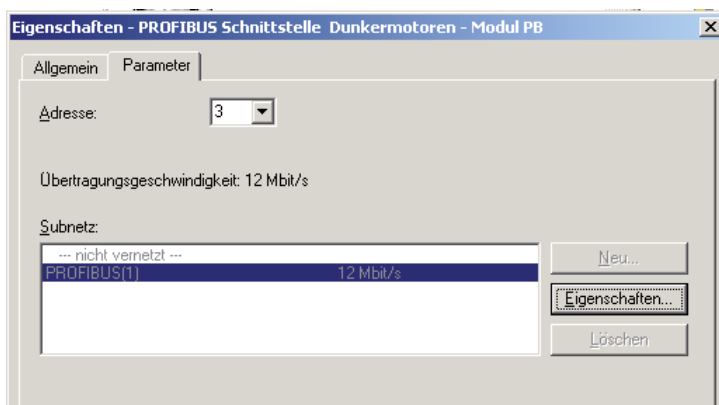 Eigenschaften - PROFIBUS Schnittstelle Dunkermotoren - Modul PB
Allgemein Parameter
Adresse: 3
Übertragungsgeschwindigkeit: 12 Mbit/s
Subnetz:
--- nicht vernetzt ---
PROFIBUS(1) 12 Mbit/s
Neu...
Eigenschaften...
Löschen